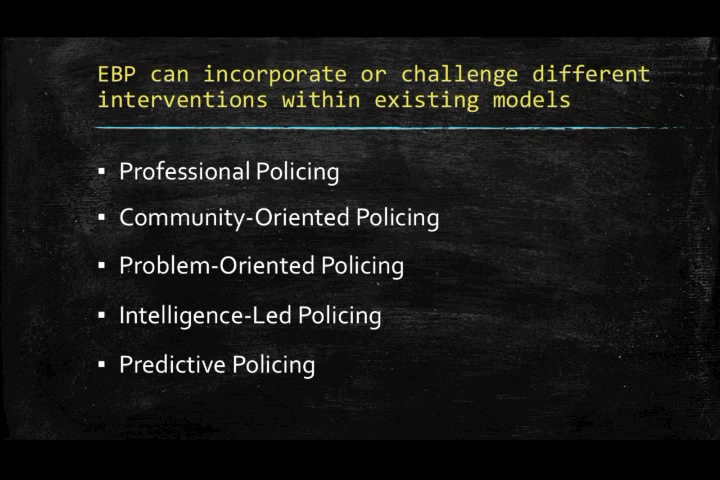 EBP can incorporate or challenge different
interventions within existing models
▪ Professional Policing
▪ Community-Oriented Policing
▪ Problem-Oriented Policing
▪ Intelligence-Led Policing
▪ Predictive Policing